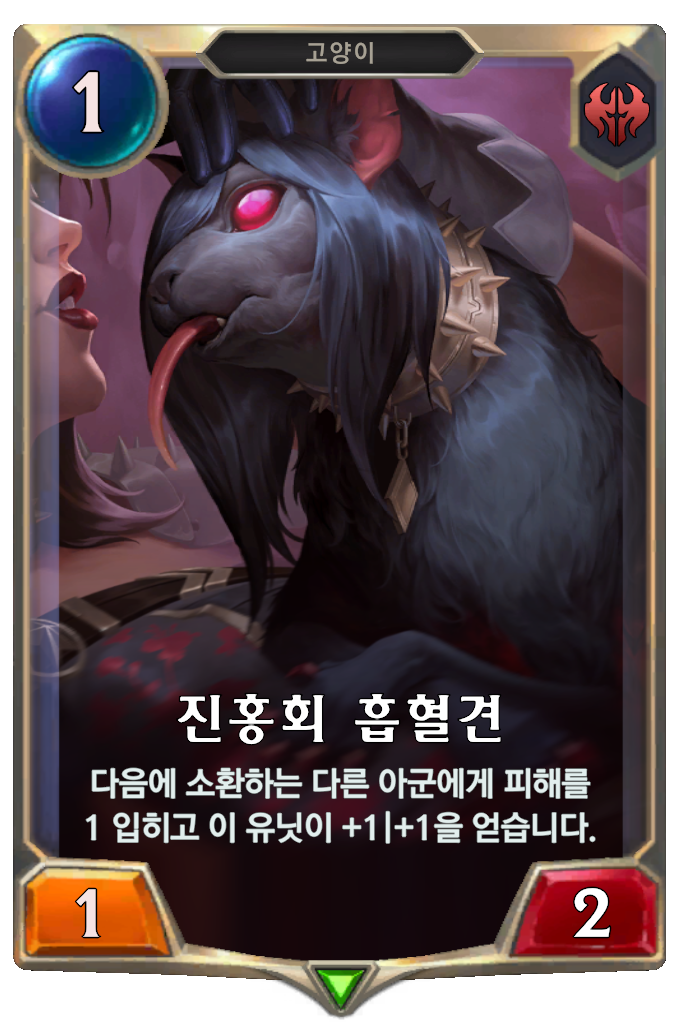 고양이
1
진홍회 흡혈견
다음에 소환하는 다른 아군에게 피해를
1 입히고 이 유닛이 +1|+1을 얻습니다.
1
2